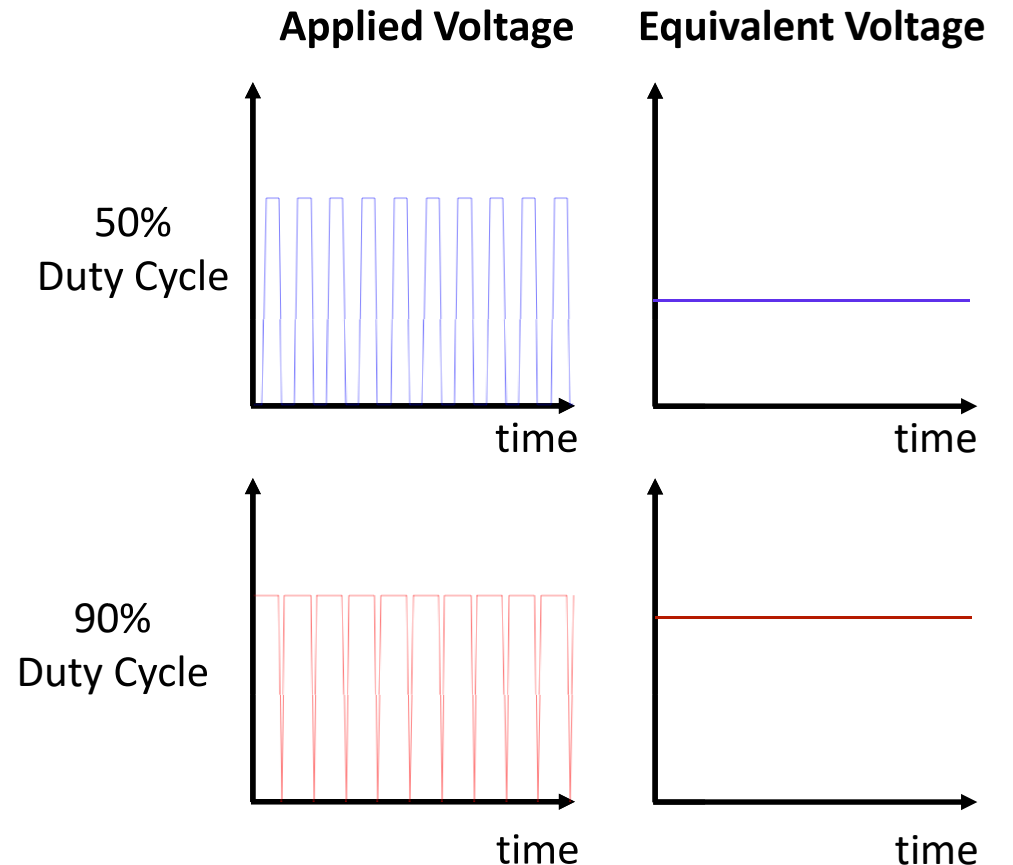 Applied Voltage
Equivalent Voltage
50%
Duty Cycle
time
time
90%
Duty Cycle
time
time